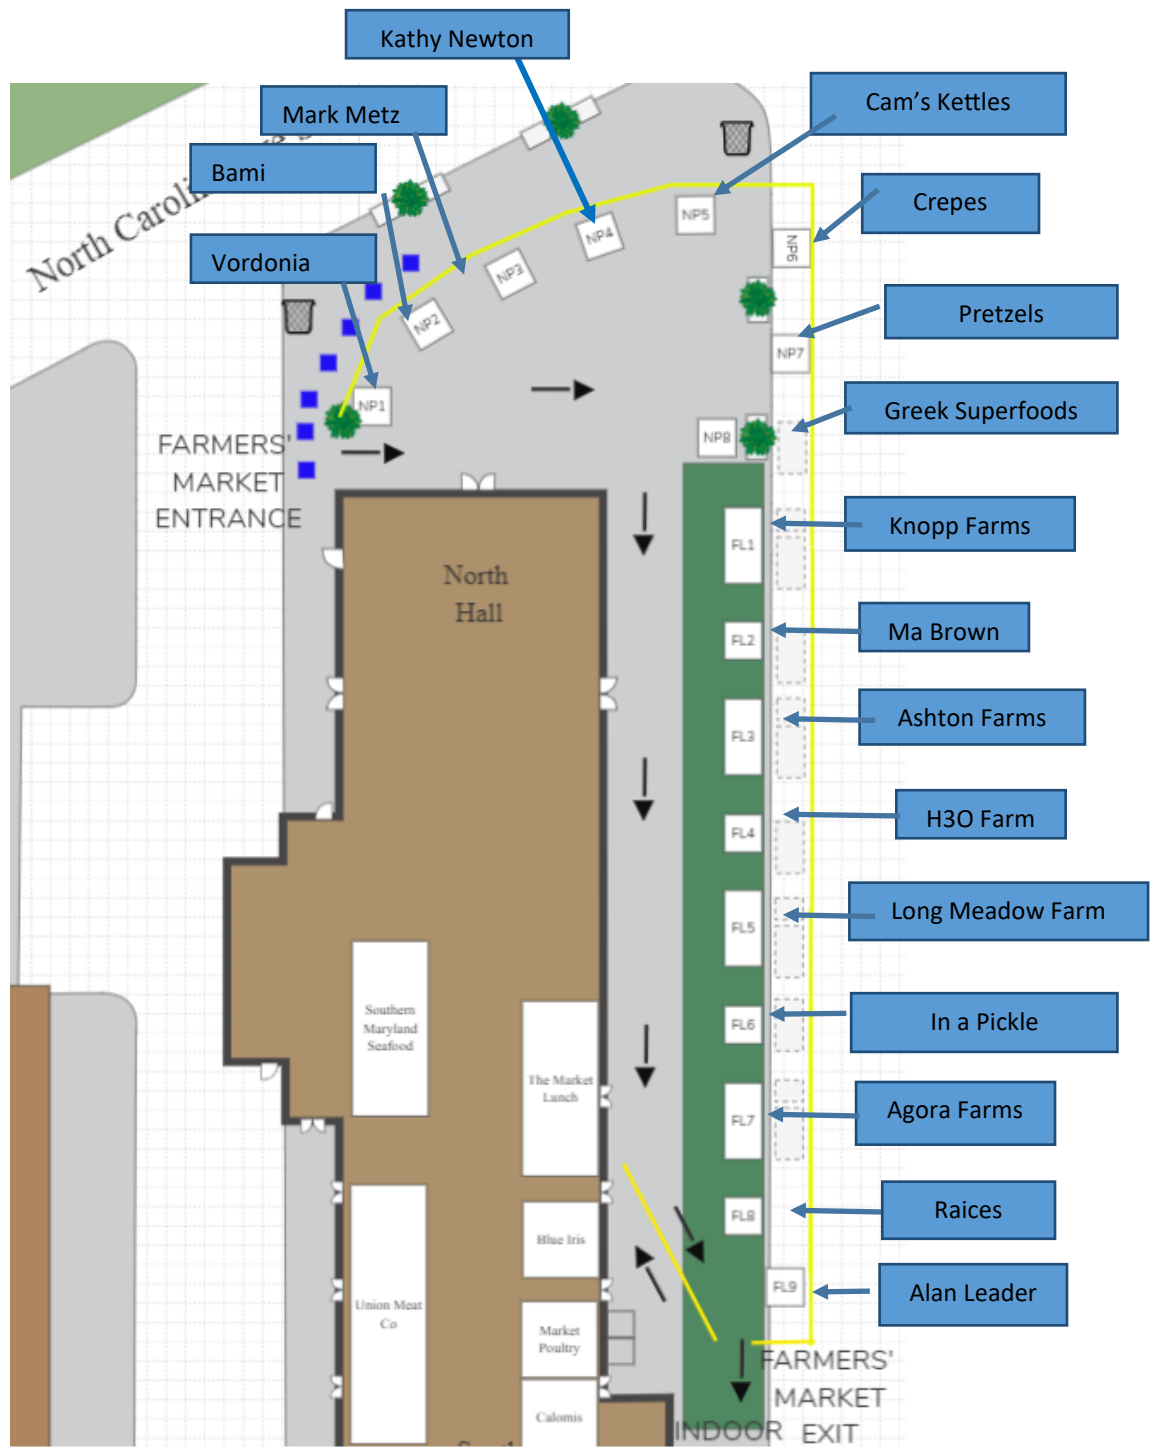 Kathy Newton
Cam's Kettles
Mark Metz
Bami
Crepes
North Carolina
Vordonia
NP5
NP4
NP6
NP3
NP2
Pretzels
NP7
NP1
Greek Superfoods
NP8
FARMERS'
MARKET
ENTRANCE
Knopp Farms
FL1
North
Hall
Ma Brown
FL2
Ashton Farms
FL3
H3O Farm
FL4
Long Meadow Farm
FL5
Southern
Maryland
Seafood
In a Pickle
FL6
The Market
Lunch
Agora Farms
FL7
Raices
FL8
Blue Iris
Alan Leader
FL9
Union Meat
Co
Market
Poultry
FARMERS'
MARKET
EXIT
Calomis
INDOOR